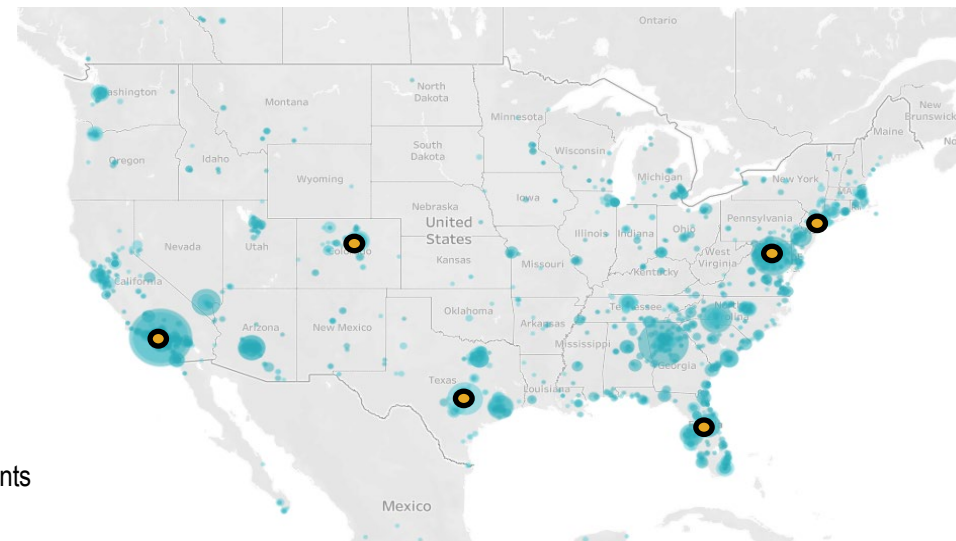 Ontario
North
Dakota
Montana
Minnesota
New
Brunswick
Maine
South
Dakota
Wisconsin
VT
Oregon
Idaho
Michigan
New York
Wyoming
MA
Iowa
Nebraska
Pennsylvania
United
States
Illinois
Indiana
Ohio
Nevada
Utah
West
Virginia
Kansas
Missouri
Kentucky
California
Oklahoma
Tennessee
Arizona
New Mexico
Arkansas
Mississippi
Georgia
Texas
Louisiana
nts
Mexico